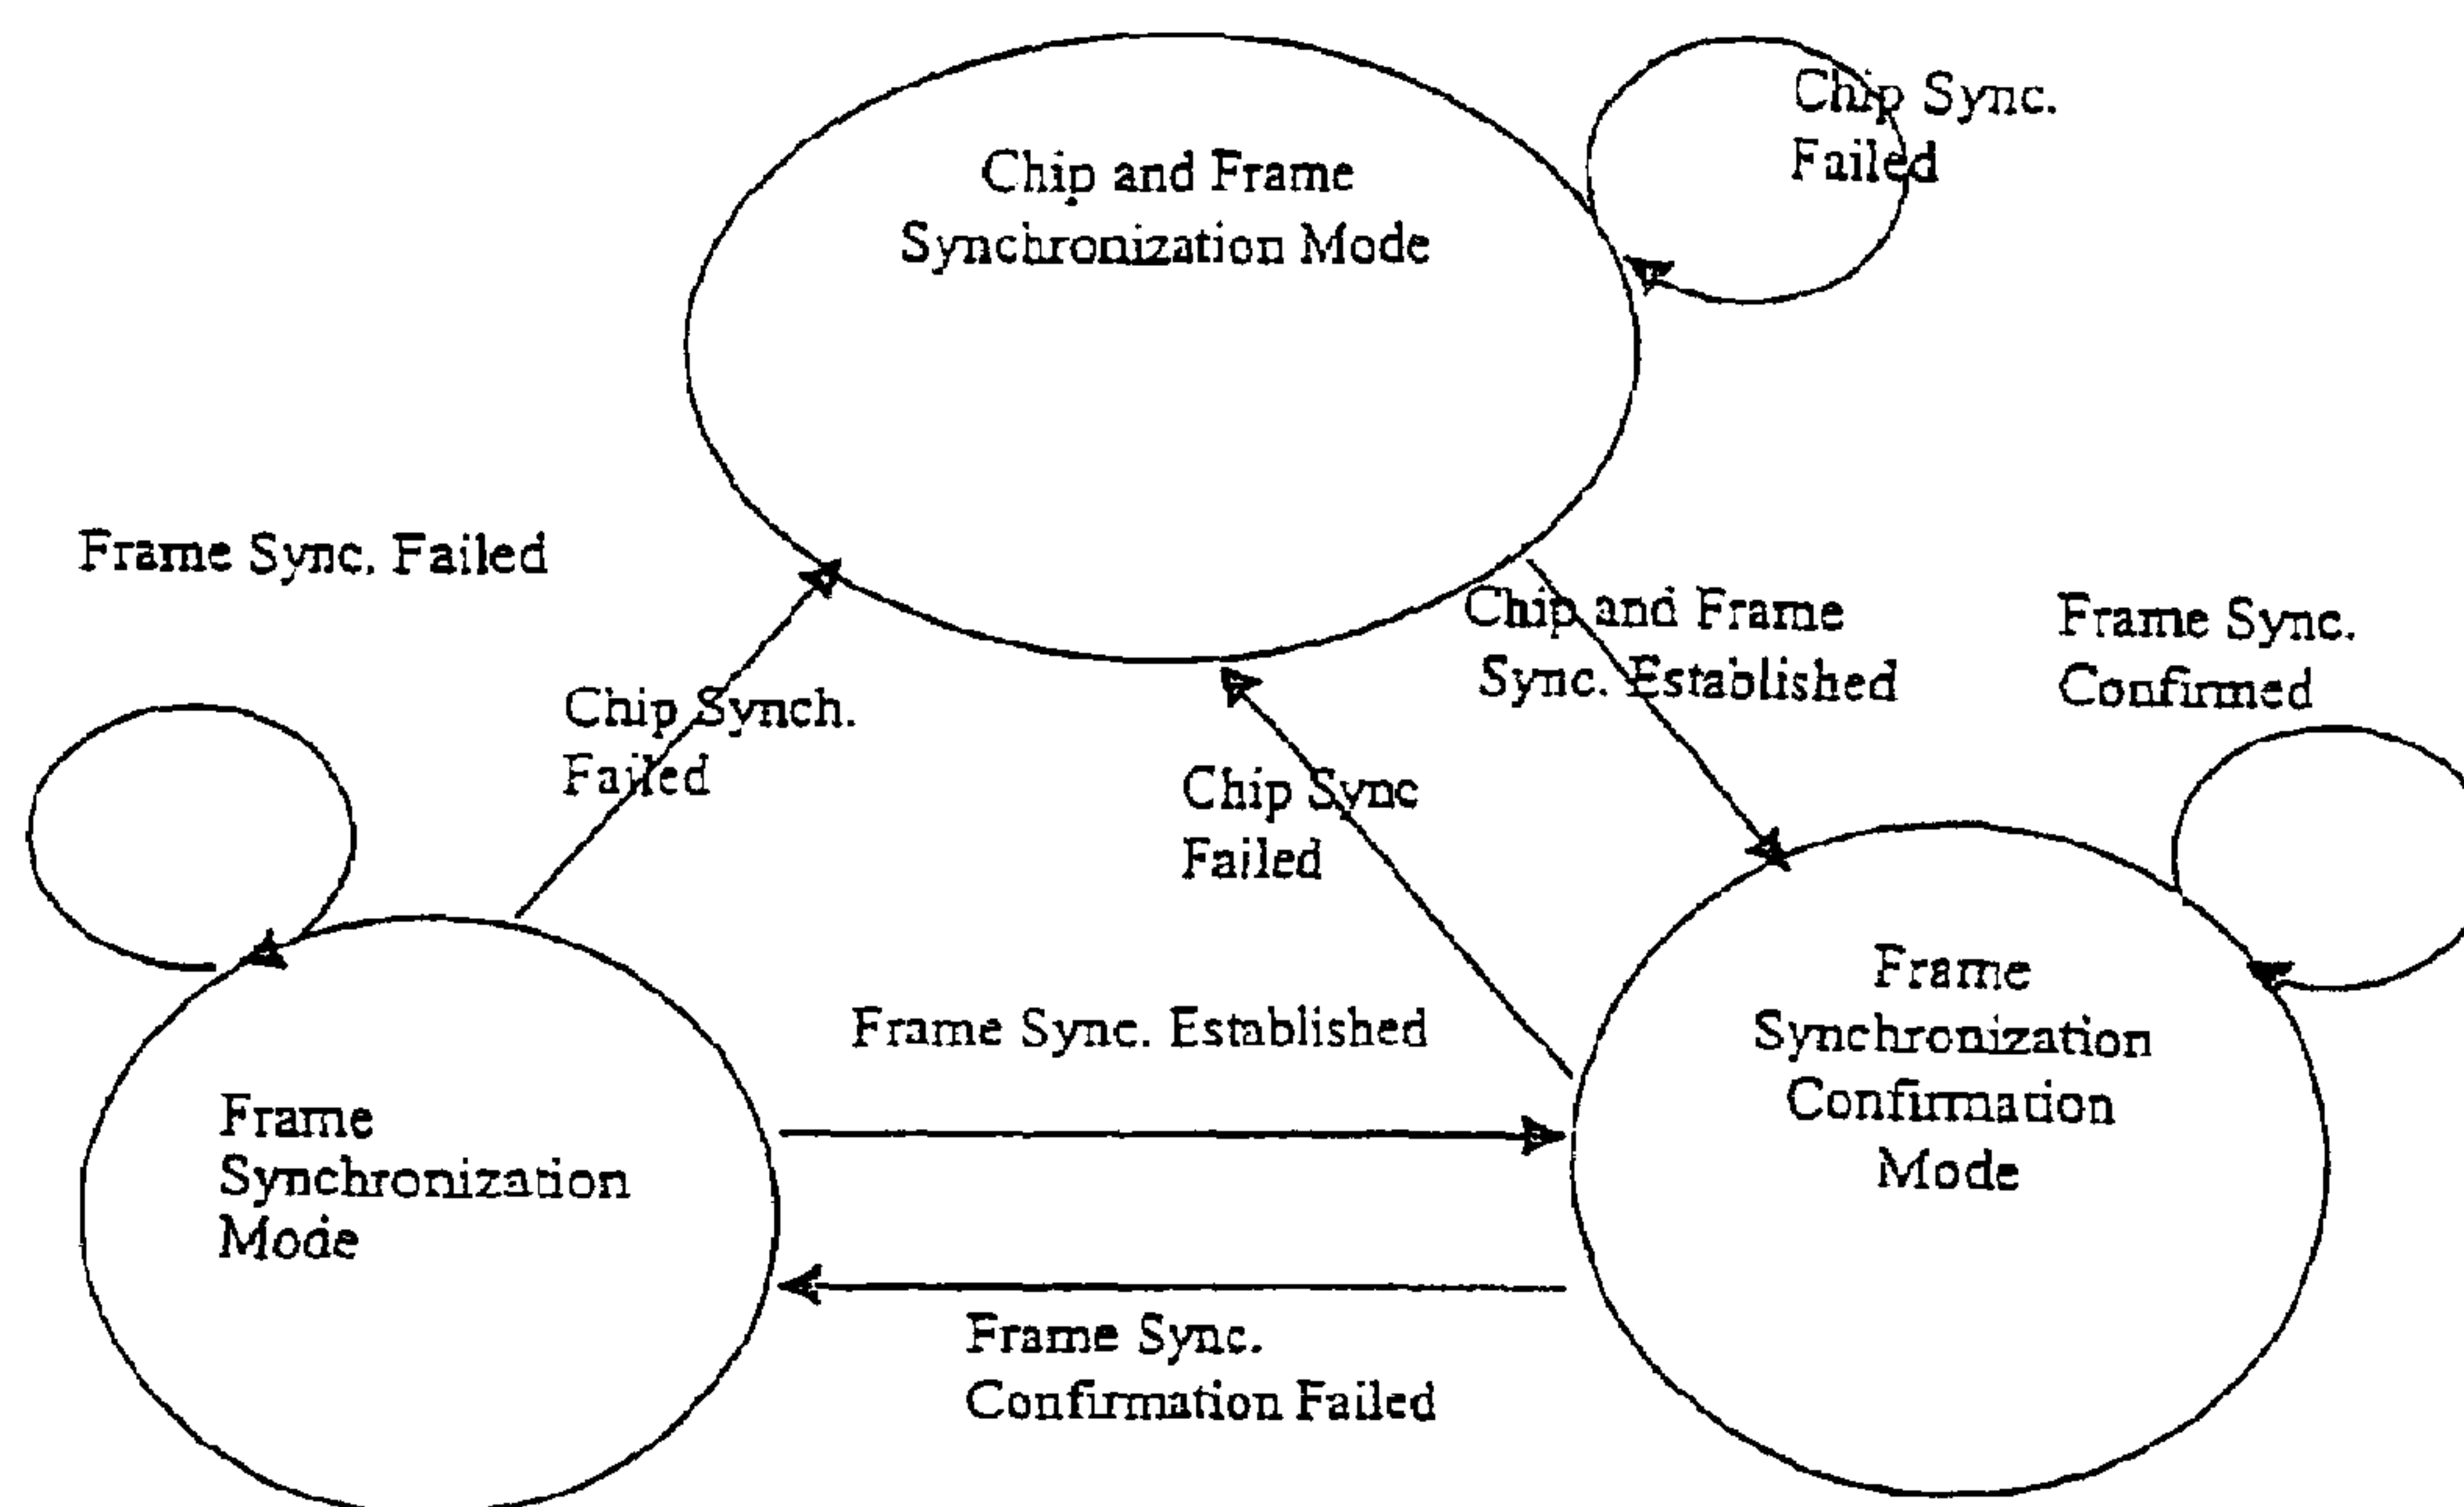 Chip and Frame
Synchronization Mode
Chip Sync.
Failed
Frame Sync. Failed
Chip Synch.
Failed
Chip and Frame
Sync. Established
Frame Sync.
Confirmed
Chip Sync
Failed
Frame Sync. Established
Frame
Synchronization
Mode
Frame
Synchronization
Confirmation
Mode
Frame Sync.
Confirmation Failed